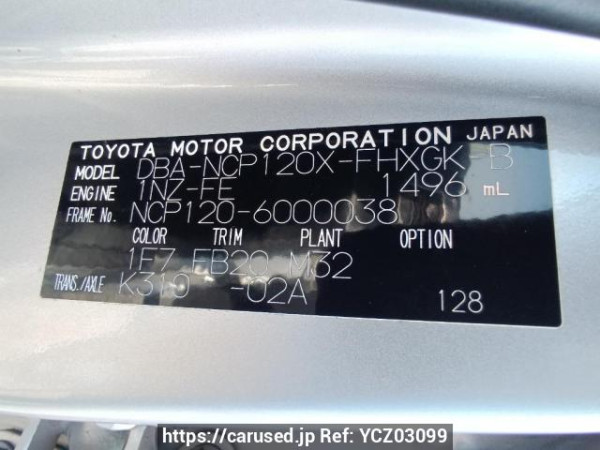 TOYOTA MOTOR CORPORATION JAPAN
MODEL DBA-NCP120X-FHXGK B
ENGINE 1NZ-FE 1496 mL
FRAME No. NCP120-6000038
COLOR TRIM PLANT OPTION
1F7 FB20 M32
TRANS./AXLE K310 -02A
128
https://carused.jp Ref: YCZ03099